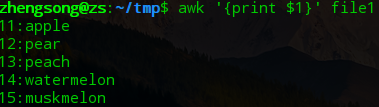 zhengsong@zs:~/tmp$ awk '{print $1}' file1
11:apple
12:pear
13:peach
14:watermelon
15:muskmelon